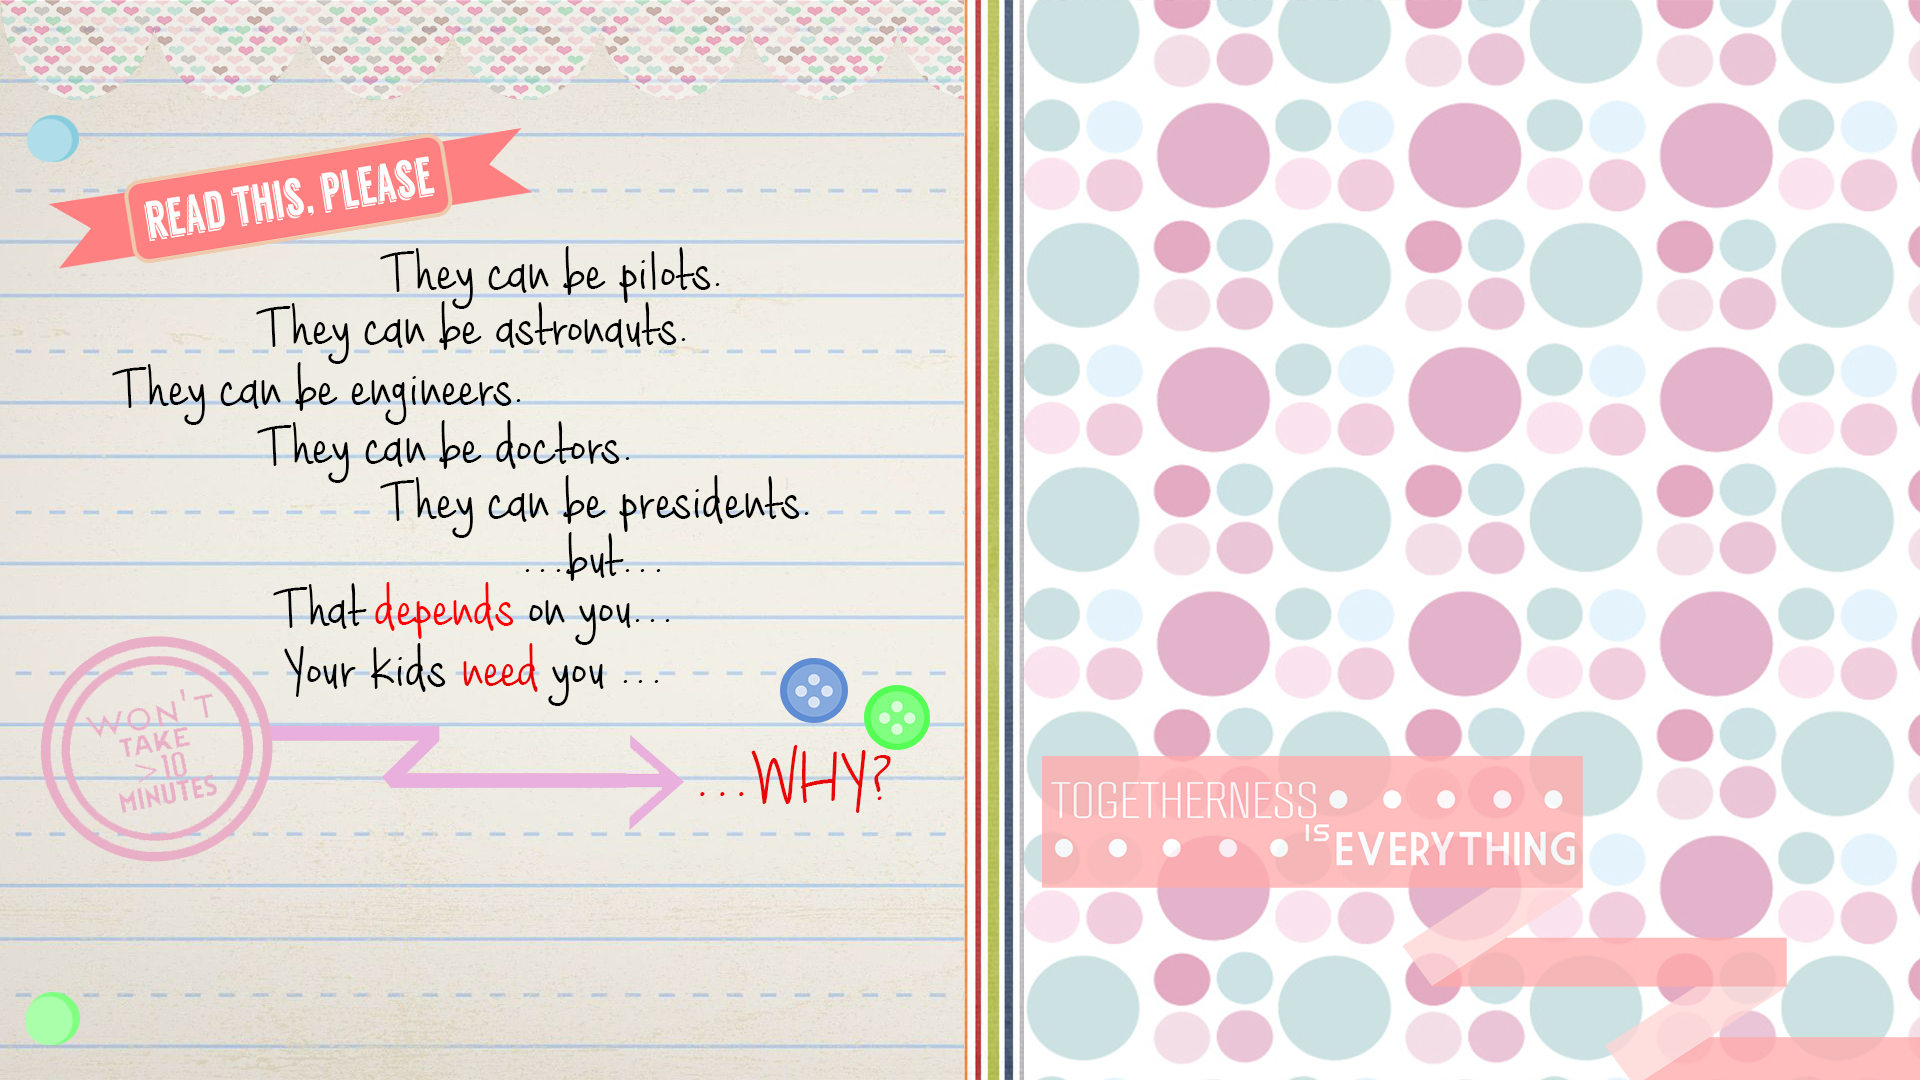 READ THIS, PLEASE
They can be pilots.
They can be astronauts.
They can be engineers.
They can be doctors.
They can be presidents.
...but...
That depends on you...
Your kids need you ...
WON'T
TAKE
>10
MINUTES
...WHY?
TOGETHERNESS
IS EVERYTHING